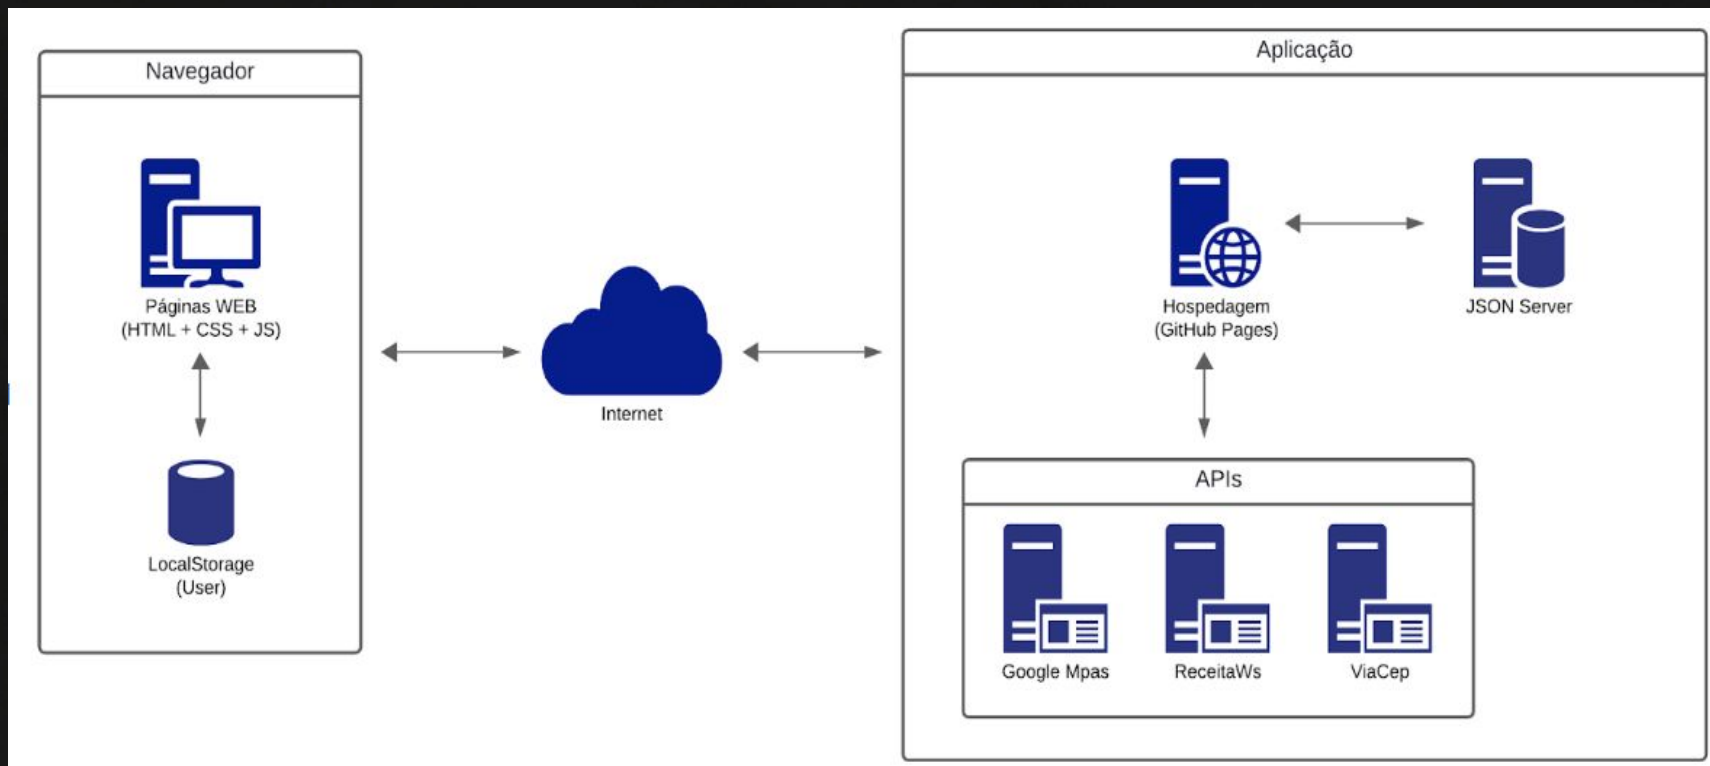 Navegador
Páginas WEB
(HTML + CSS + JS)
LocalStorage
(User)
Internet
Aplicação
Hospedagem
(GitHub Pages)
JSON Server
APIs
Google Mpas
ReceitaWs
ViaCep